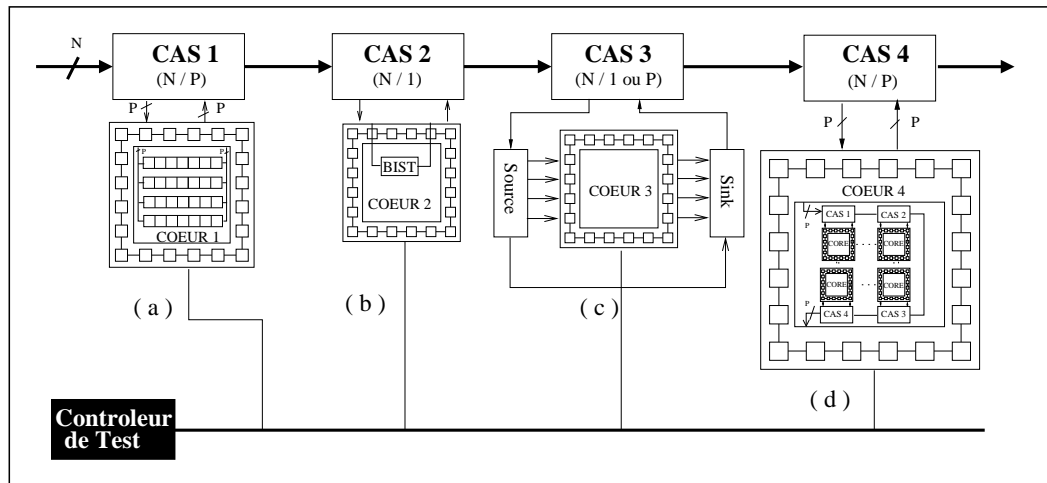 N
CAS 1
(N / P)
CAS 2
(N / 1)
CAS 3
(N / 1 ou P)
CAS 4
(N / P)
P
P
P
P
COEUR 1
( a )
BIST
COEUR 2
( b )
Source
COEUR 3
Sink
( c )
P
P
COEUR 4
P
CAS 1
CAS 2
CORE
CORE
CORE
CORE
P
CAS 4
CAS 3
( d )
Controleur
de Test